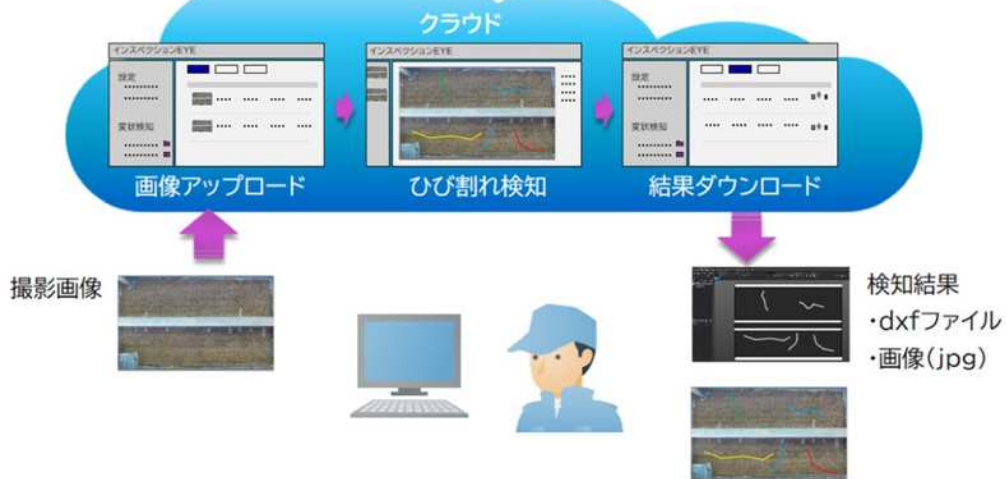 クラウド
インスペクションEYE
設定
変状検知
画像アップロード
インスペクションEYE
ひび割れ検知
インスペクションEYE
設定
変状検知
結果ダウンロード
撮影画像
検知結果
・dxfファイル
・画像(jpg)